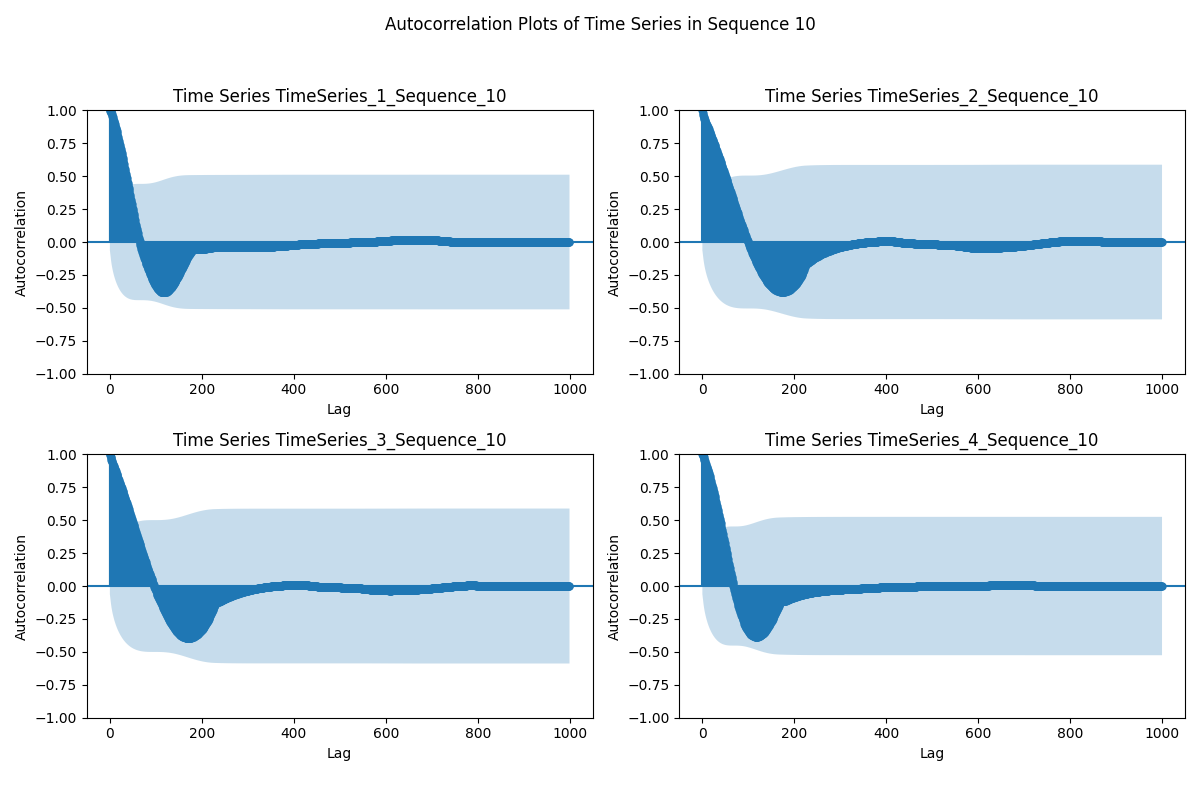 Autocorrelation Plots of Time Series in Sequence 10
Time Series TimeSeries_1_Sequence_10
1.00
0.75
0.50
0.25
0.00
−0.25
−0.50
−0.75
−1.00
Autocorrelation
0 200 400 600 800 1000
Lag
Time Series TimeSeries_2_Sequence_10
1.00
0.75
0.50
0.25
0.00
−0.25
−0.50
−0.75
−1.00
Autocorrelation
0 200 400 600 800 1000
Lag
Time Series TimeSeries_3_Sequence_10
1.00
0.75
0.50
0.25
0.00
−0.25
−0.50
−0.75
−1.00
Autocorrelation
0 200 400 600 800 1000
Lag
Time Series TimeSeries_4_Sequence_10
1.00
0.75
0.50
0.25
0.00
−0.25
−0.50
−0.75
−1.00
Autocorrelation
0 200 400 600 800 1000
Lag